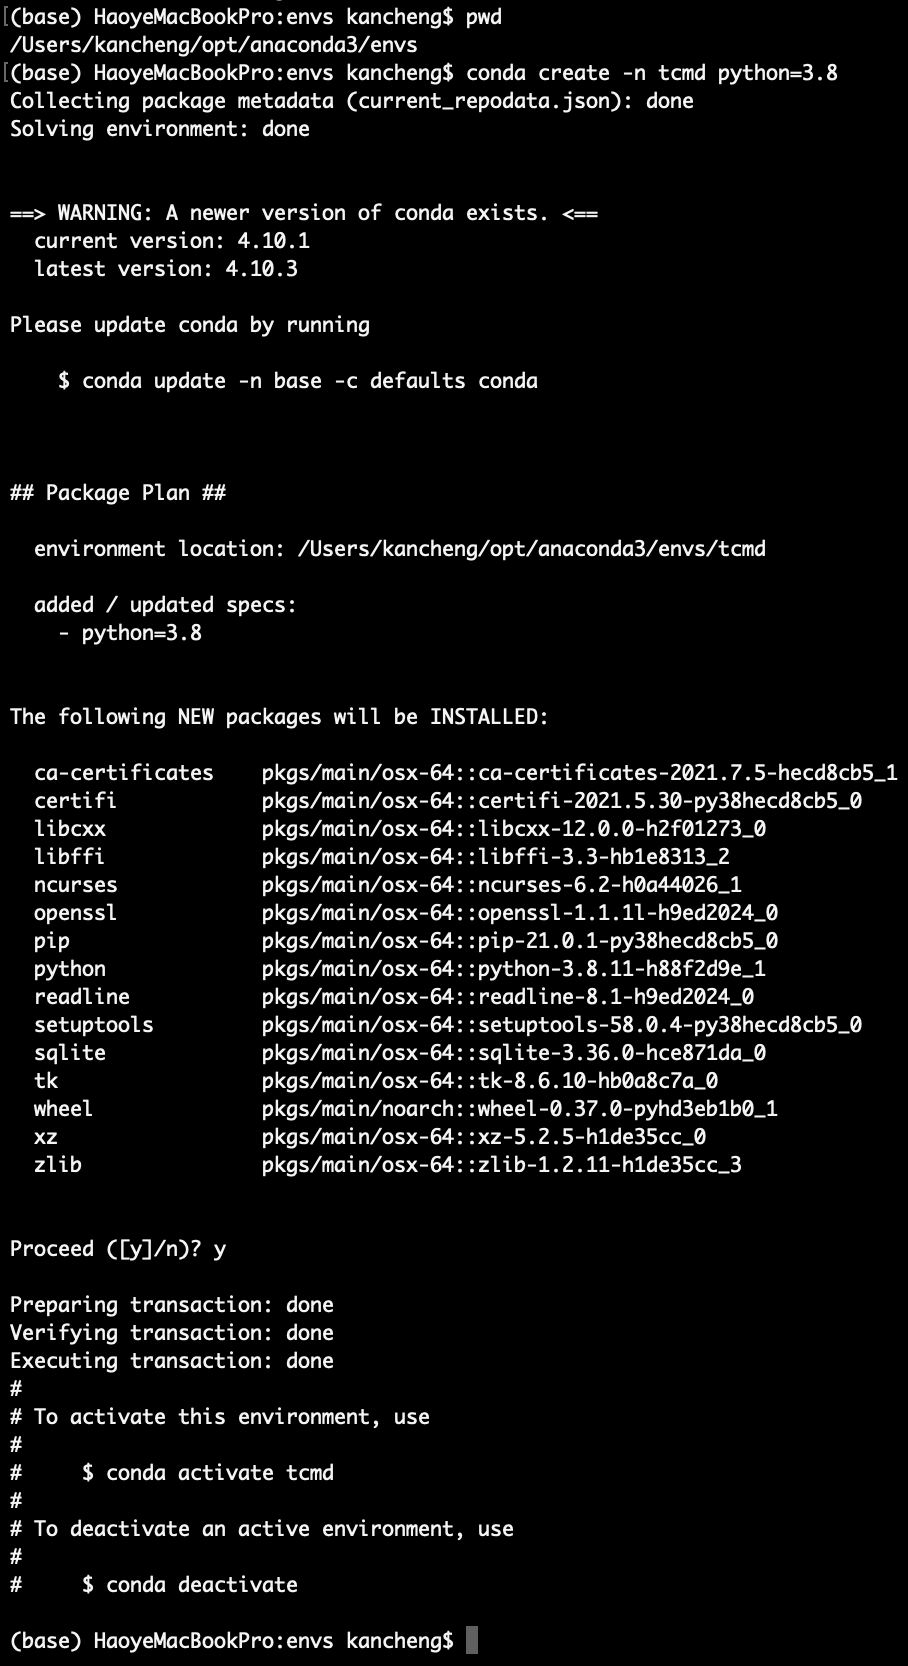 (base) HaoyeMacBookPro:envs kancheng$ pwd
/Users/kancheng/opt/anaconda3/envs
(base) HaoyeMacBookPro:envs kancheng$ conda create -n tcmd python=3.8
Collecting package metadata (current_repodata.json): done
Solving environment: done
==> WARNING: A newer version of conda exists. <==
  current version: 4.10.1
  latest version: 4.10.3
Please update conda by running
    $ conda update -n base -c defaults conda
## Package Plan ##
  environment location: /Users/kancheng/opt/anaconda3/envs/tcmd
  added / updated specs:
    - python=3.8
The following NEW packages will be INSTALLED:
  ca-certificates    pkgs/main/osx-64::ca-certificates-2021.7.5-hecd8cb5_1
  certifi            pkgs/main/osx-64::certifi-2021.5.30-py38hecd8cb5_0
  libcxx             pkgs/main/osx-64::libcxx-12.0.0-h2f01273_0
  libffi             pkgs/main/osx-64::libffi-3.3-hb1e8313_2
  ncurses            pkgs/main/osx-64::ncurses-6.2-h0a44026_1
  openssl            pkgs/main/osx-64::openssl-1.1.1l-h9ed2024_0
  pip                pkgs/main/osx-64::pip-21.0.1-py38hecd8cb5_0
  python             pkgs/main/osx-64::python-3.8.11-h88f2d9e_1
  readline           pkgs/main/osx-64::readline-8.1-h9ed2024_0
  setuptools         pkgs/main/osx-64::setuptools-58.0.4-py38hecd8cb5_0
  sqlite             pkgs/main/osx-64::sqlite-3.36.0-hce871da_0
  tk                 pkgs/main/osx-64::tk-8.6.10-hb0a8c7a_0
  wheel              pkgs/main/noarch::wheel-0.37.0-pyhd3eb1b0_1
  xz                 pkgs/main/osx-64::xz-5.2.5-h1de35cc_0
  zlib               pkgs/main/osx-64::zlib-1.2.11-h1de35cc_3
Proceed ([y]/n)? y
Preparing transaction: done
Verifying transaction: done
Executing transaction: done
#
# To activate this environment, use
#
#     $ conda activate tcmd
#
# To deactivate an active environment, use
#
#     $ conda deactivate
(base) HaoyeMacBookPro:envs kancheng$